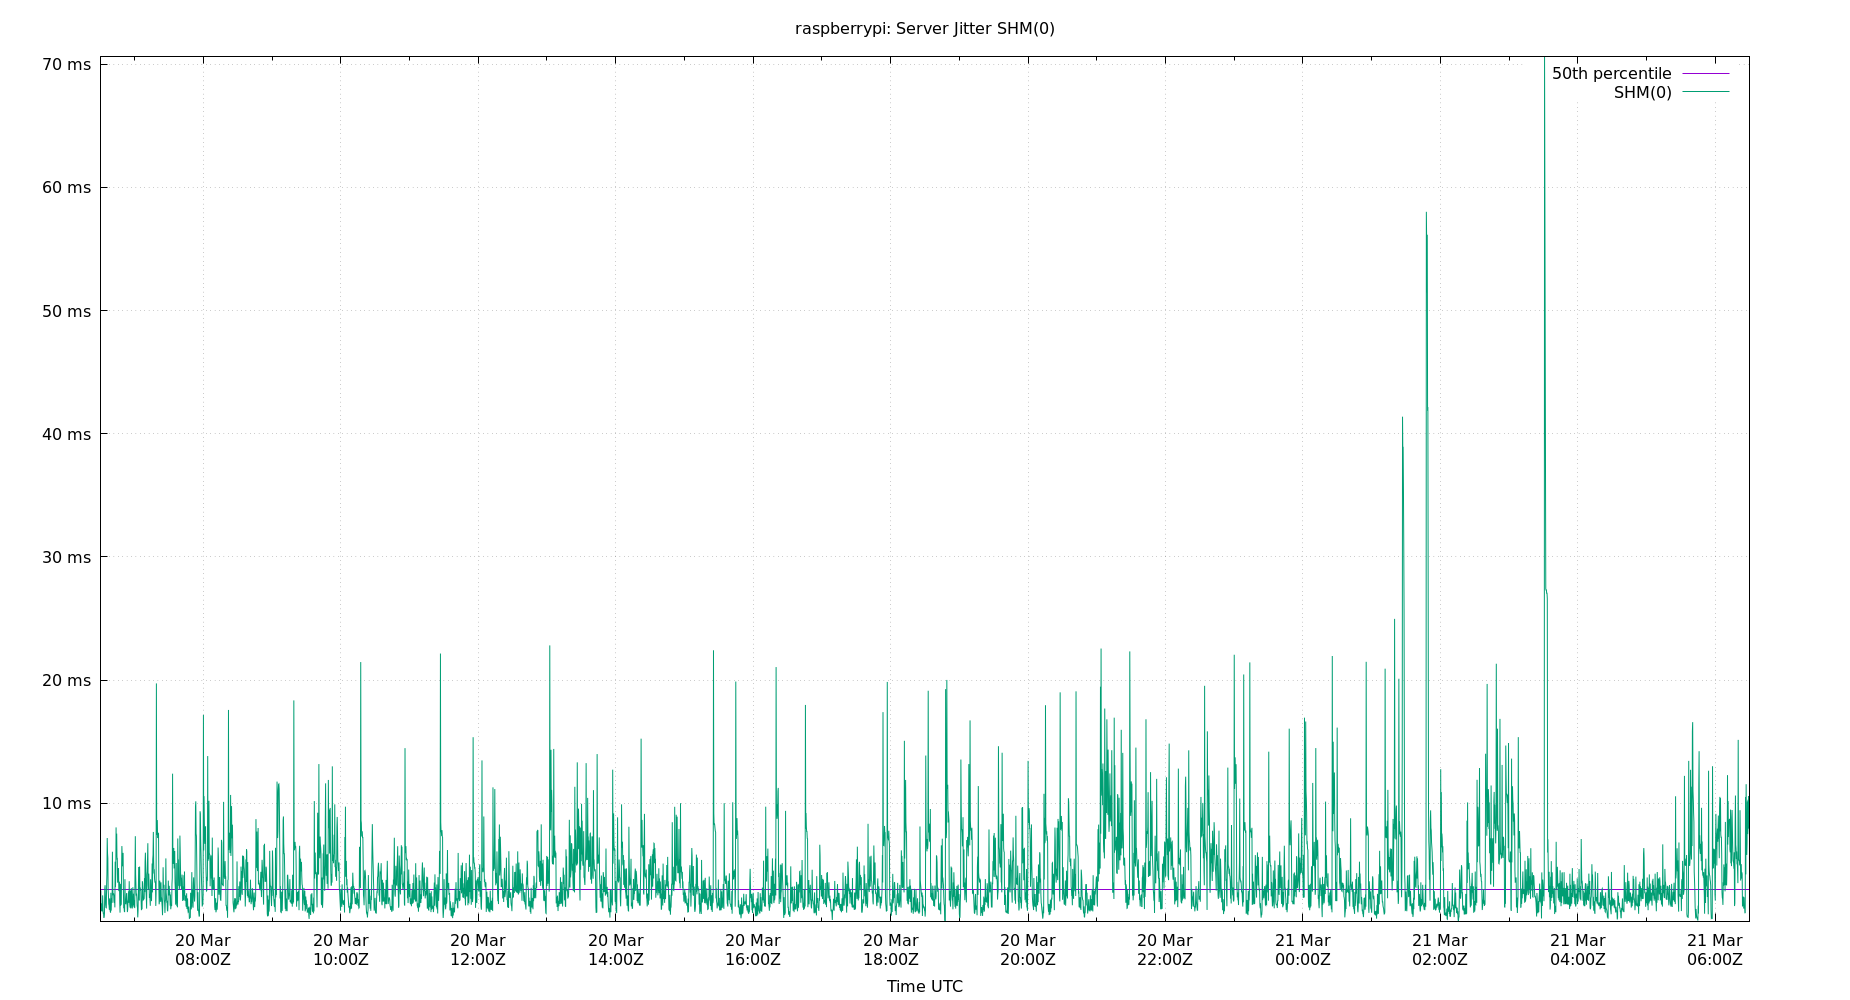 raspberrypi: Server Jitter SHM(0)
70 ms
60 ms
50 ms
40 ms
30 ms
20 ms
10 ms
50th percentile
SHM(0)
20 Mar 20 Mar 20 Mar 20 Mar 20 Mar 20 Mar 20 Mar 20 Mar 21 Mar 21 Mar 21 Mar 21 Mar
08:00Z 10:00Z 12:00Z 14:00Z 16:00Z 18:00Z 20:00Z 22:00Z 00:00Z 02:00Z 04:00Z 06:00Z
Time UTC